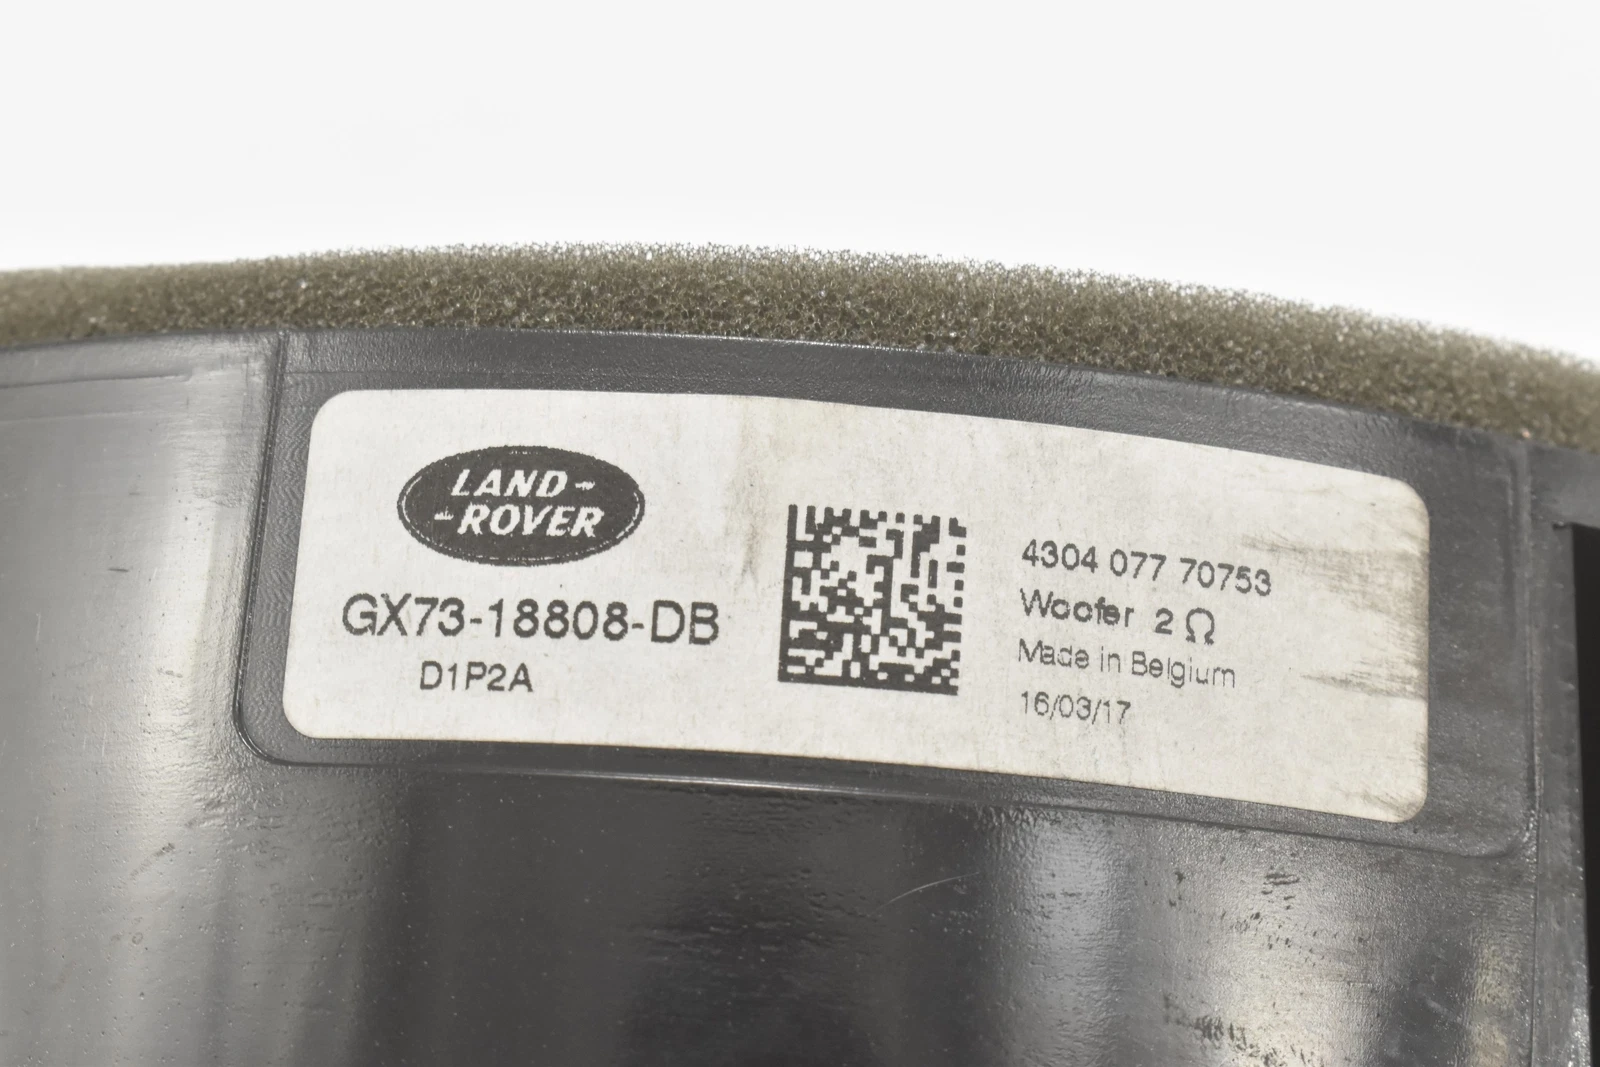 LAND-
-ROVER
GX73-18808-DB
D1P2A
4304 077 70753
Woofer 2 Ω
Made in Belgium
16/03/17